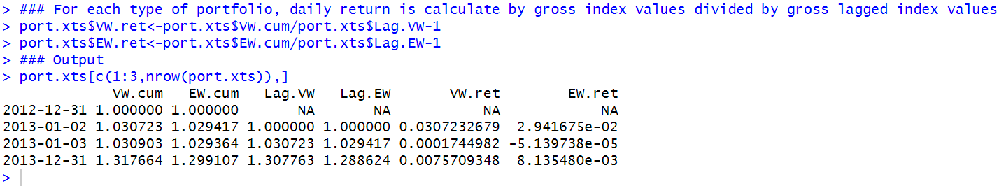 > ### For each type of portfolio, daily return is calculate by gross index values divided by gross lagged index values
> port.xts$VW.ret<-port.xts$VW.cum/port.xts$Lag.VW-1
> port.xts$EW.ret<-port.xts$EW.cum/port.xts$Lag.EW-1
> ### Output
> port.xts[c(1:3,nrow(port.xts)),]
VW.cum EW.cum Lag.VW Lag.EW VW.ret EW.ret
2012-12-31 1.000000 1.000000 NA NA NA NA
2013-01-02 1.030723 1.029417 1.000000 1.000000 0.0307232679 2.941675e-02
2013-01-03 1.030903 1.029364 1.030723 1.029417 0.0001744982 -5.139738e-05
2013-12-31 1.317664 1.299107 1.307763 1.288624 0.0075709348 8.135480e-03
>